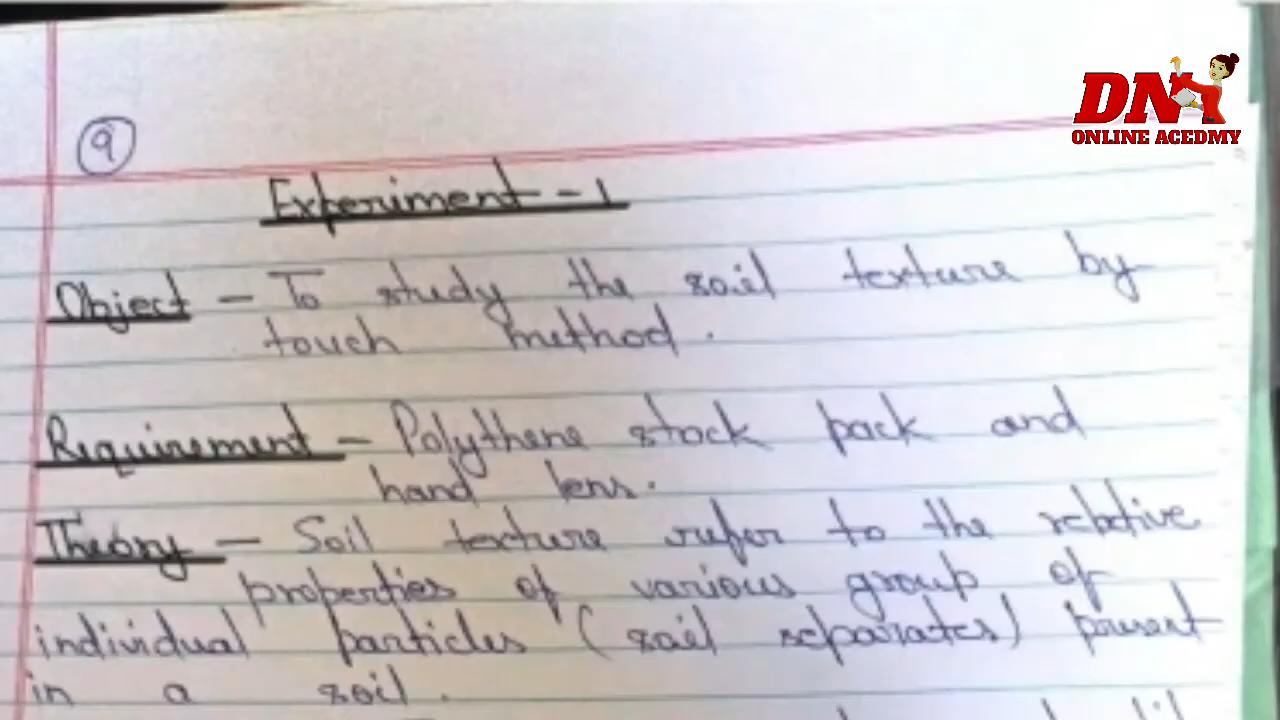 DN
ONLINE ACEDMY
9
Experiment - 1
Object - To study the soil texture by
touch method.
Requirement - Polythene stock pack and
hand lens.
Theory - Soil texture refer to the relative
properties of various group of
individual particles (soil separates) present
in a soil.